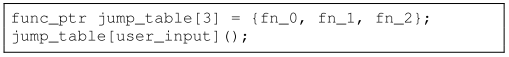 func_ptr jump_table[3] = {fn_0, fn_1, fn_2};
jump_table[user_input]();